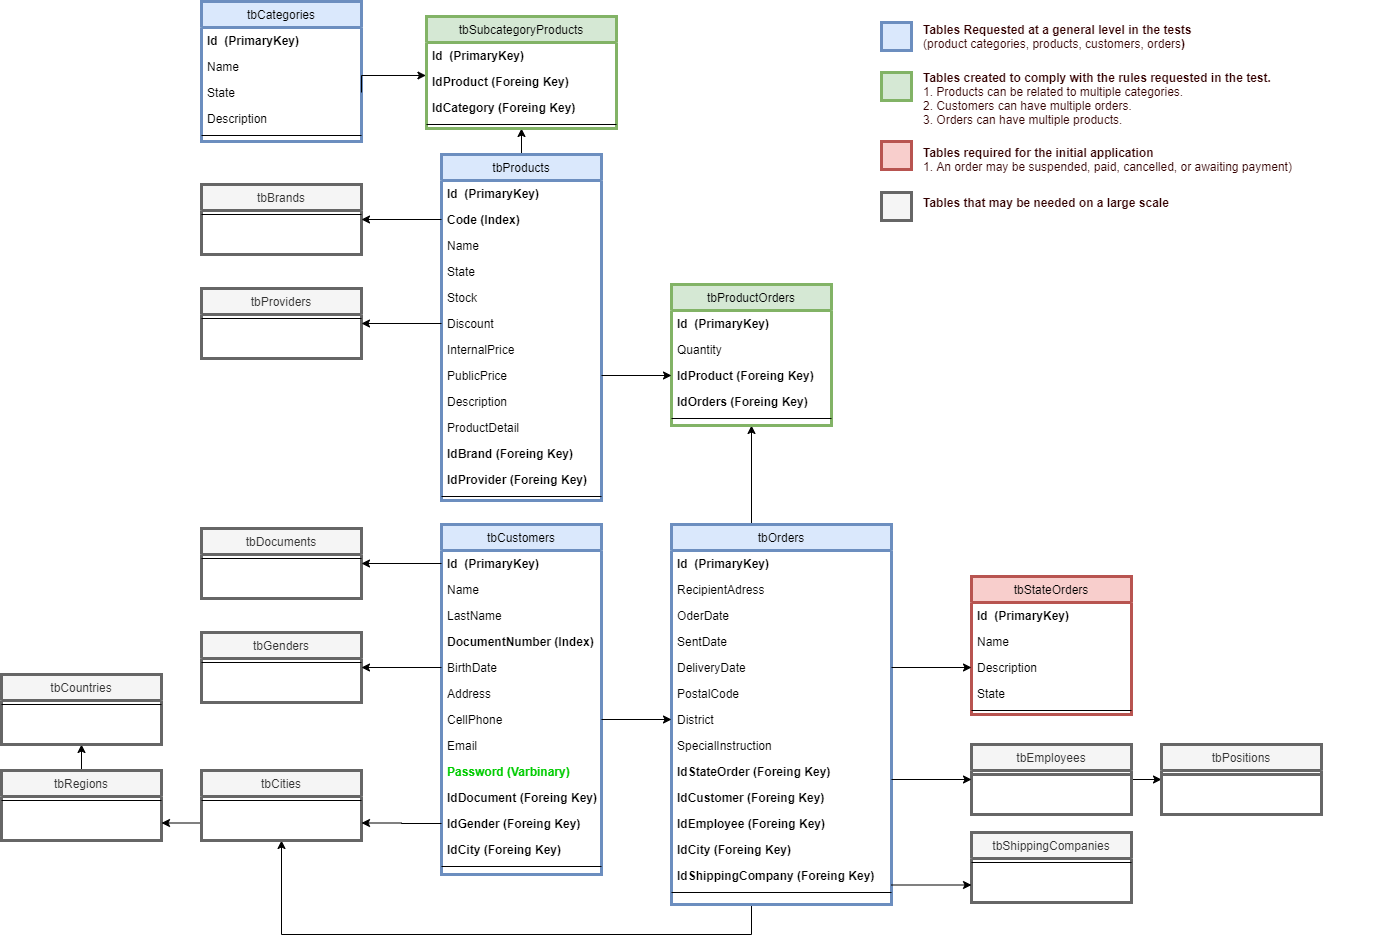 tbCategories
Id (PrimaryKey)
Name
State
Description
tbSubcategoryProducts
Id (PrimaryKey)
IdProduct (Foreing Key)
IdCategory (Foreing Key)
Tables Requested at a general level in the tests
(product categories, products, customers, orders)
Tables created to comply with the rules requested in the test.
1. Products can be related to multiple categories.
2. Customers can have multiple orders.
3. Orders can have multiple products.
Tables required for the initial application
1. An order may be suspended, paid, cancelled, or awaiting payment)
Tables that may be needed on a large scale
tbBrands
tbProviders
tbProducts
Id (PrimaryKey)
Code (Index)
Name
State
Stock
Discount
InternalPrice
PublicPrice
Description
ProductDetail
IdBrand (Foreing Key)
IdProvider (Foreing Key)
tbProductOrders
Id (PrimaryKey)
Quantity
IdProduct (Foreing Key)
IdOrders (Foreing Key)
tbDocuments
tbGenders
tbCountries
tbRegions
tbCities
tbCustomers
Id (PrimaryKey)
Name
LastName
DocumentNumber (Index)
BirthDate
Address
CellPhone
Email
Password (Varbinary)
IdDocument (Foreing Key)
IdGender (Foreing Key)
IdCity (Foreing Key)
tbOrders
Id (PrimaryKey)
RecipientAdress
OderDate
SentDate
DeliveryDate
PostalCode
District
SpecialInstruction
IdStateOrder (Foreing Key)
IdCustomer (Foreing Key)
IdEmployee (Foreing Key)
IdCity (Foreing Key)
IdShippingCompany (Foreing Key)
tbStateOrders
Id (PrimaryKey)
Name
Description
State
tbEmployees
tbPositions
tbShippingCompanies